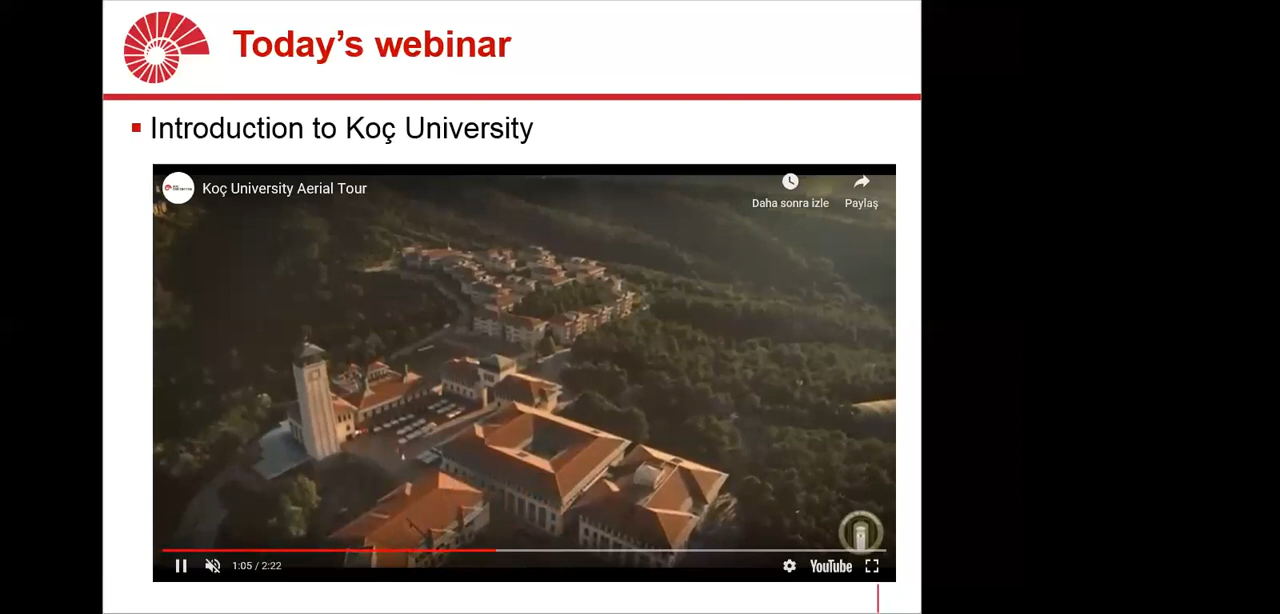 Today’s webinar
Introduction to Koç University
Koç University Aerial Tour
Daha sonra izle
Paylaş
1:05 / 2:22
YouTube